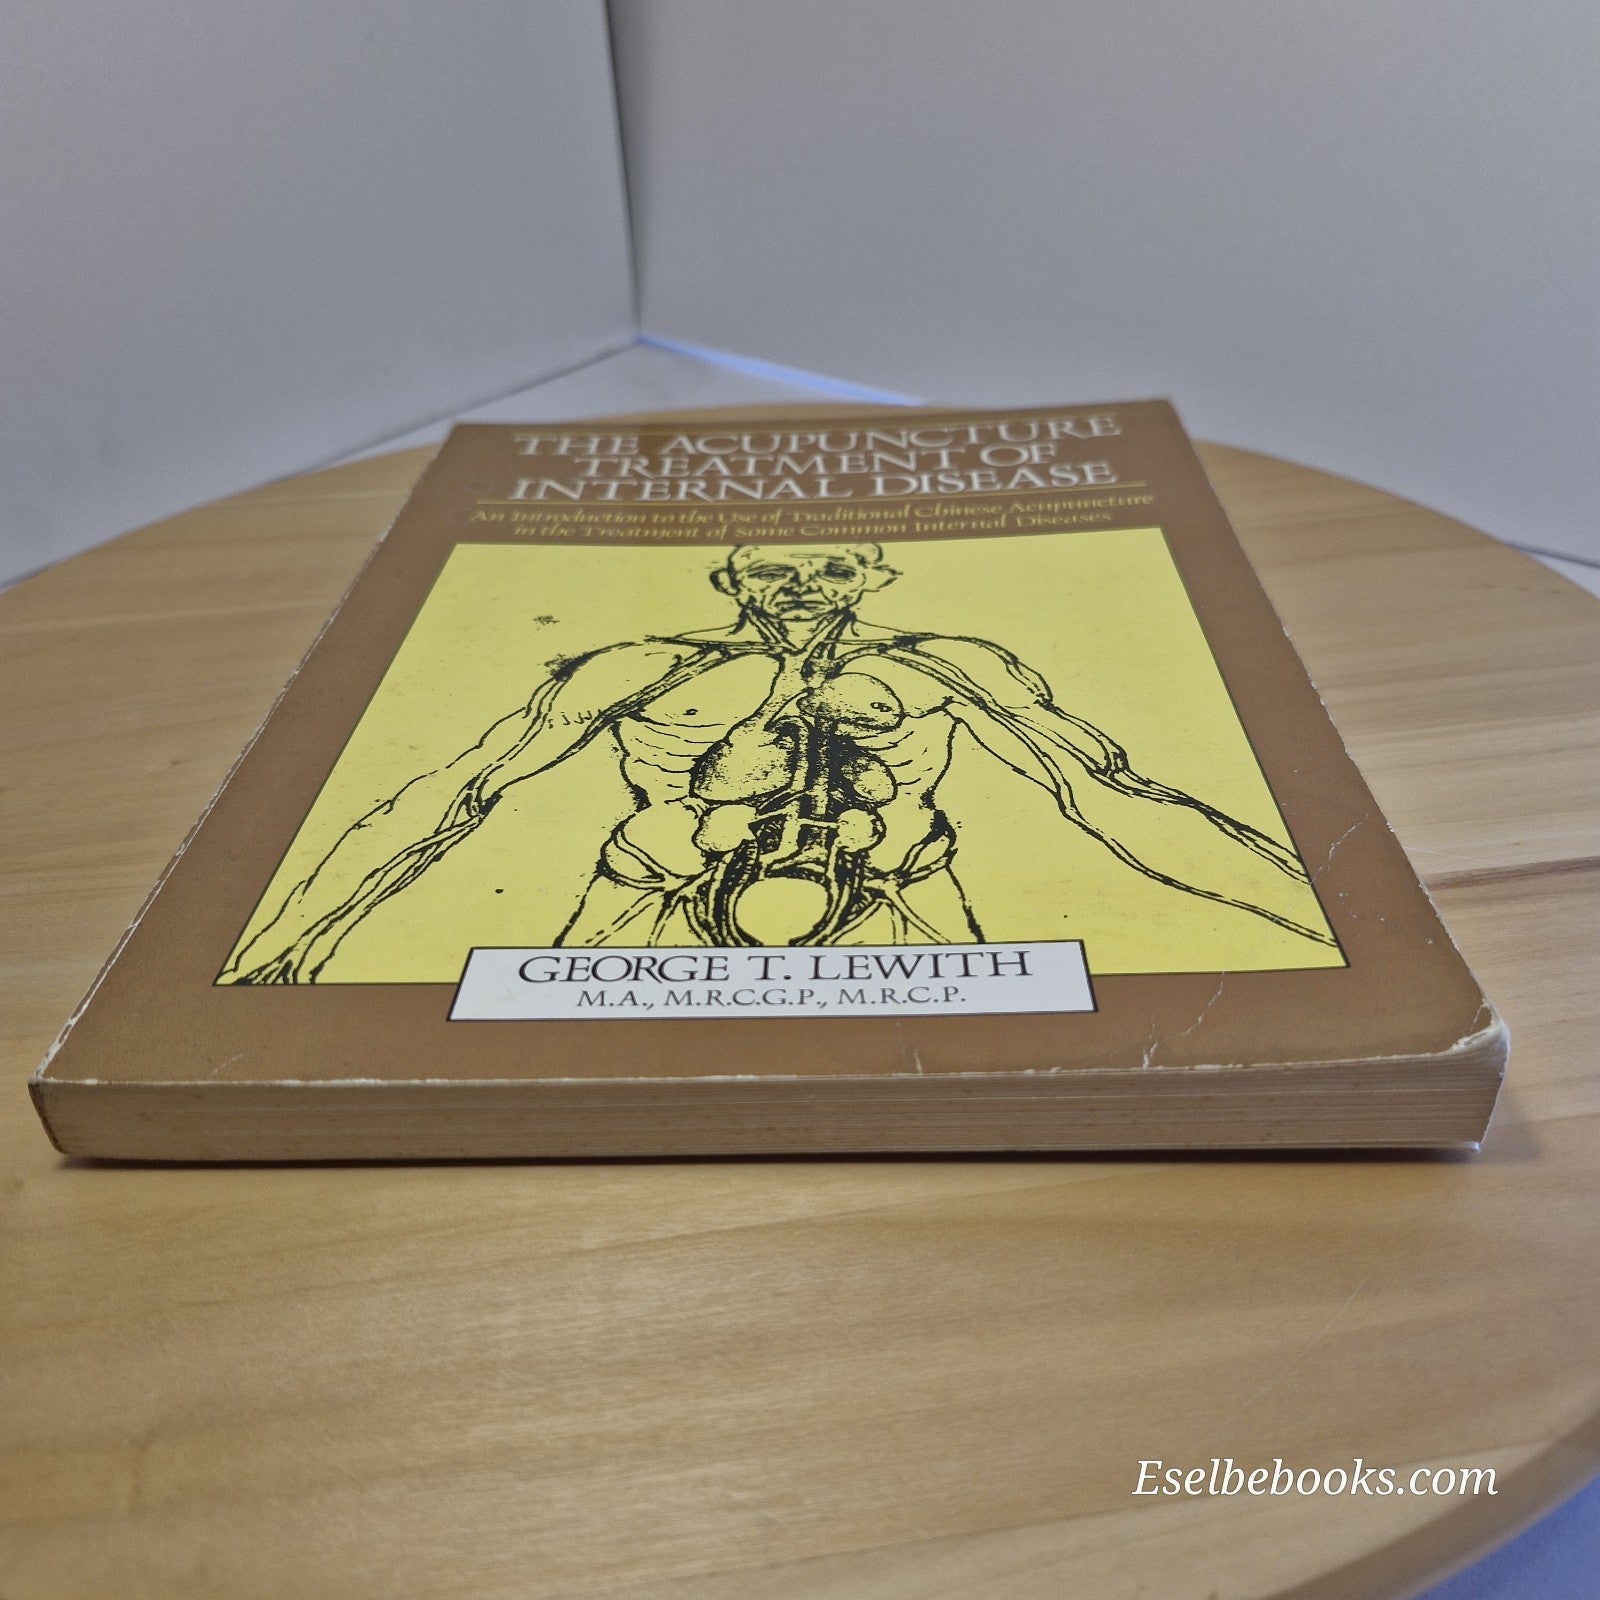 THE ACUPUNCTURE
TREATMENT OF
INTERNAL DISEASE
An Introduction to the Use of Traditional Chinese Acupuncture
in the Treatment of Some Common Internal Diseases
GEORGE T. LEWITH
M.A., M.R.C.G.P., M.R.C.P.
Eselbebooks.com